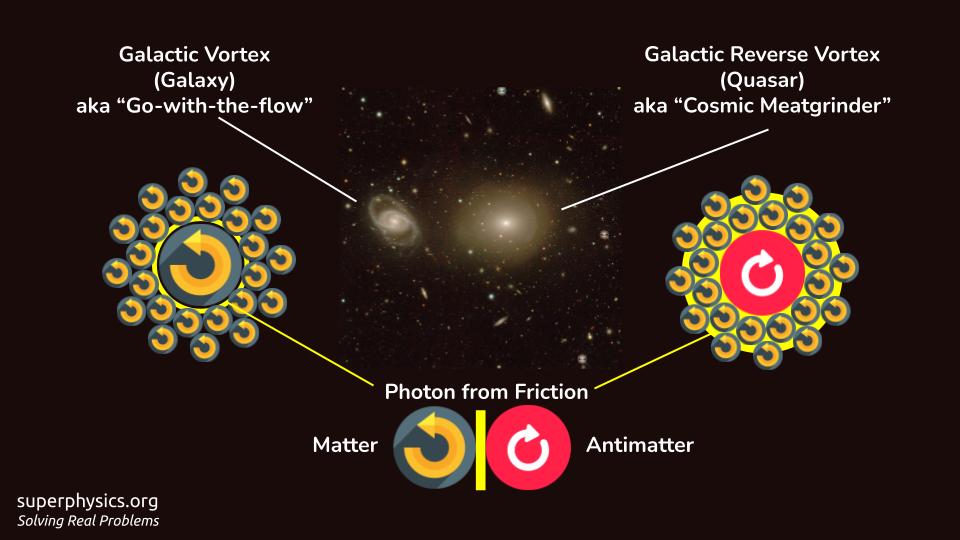 Galactic Vortex
(Galaxy)
aka “Go-with-the-flow”
Galactic Reverse Vortex
(Quasar)
aka “Cosmic Meatgrinder”
Photon from Friction
Matter
Antimatter
superphysics.org
Solving Real Problems